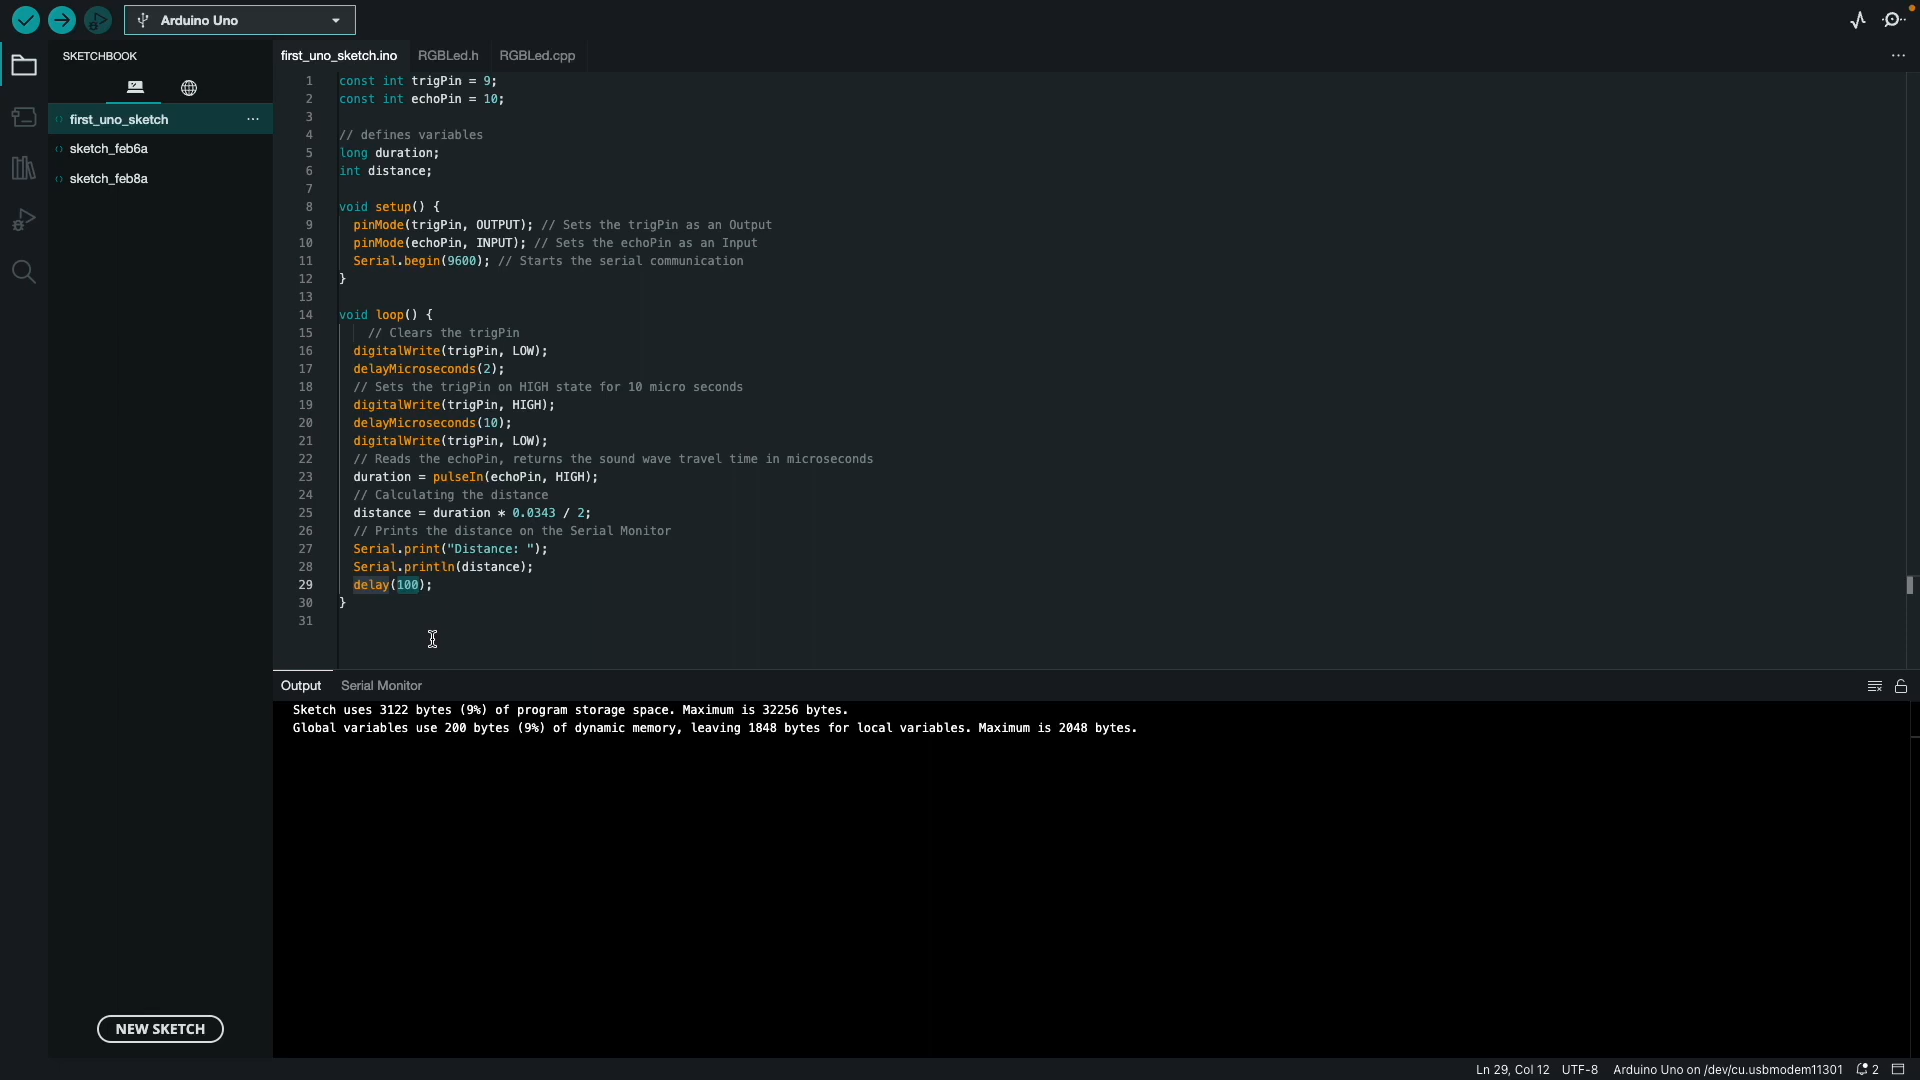 Arduino Uno
SKETCHBOOK
first_uno_sketch
sketch_feb6a
sketch_feb8a
NEW SKETCH
first_uno_sketch.ino RGBLed.h RGBLed.cpp
1 const int trigPin = 9;
2 const int echoPin = 10;
3
4 // defines variables
5 long duration;
6 int distance;
7
8 void setup() {
9 pinMode(trigPin, OUTPUT); // Sets the trigPin as an Output
10 pinMode(echoPin, INPUT); // Sets the echoPin as an Input
11 Serial.begin(9600); // Starts the serial communication
12 }
13
14 void loop() {
15 // Clears the trigPin
16 digitalWrite(trigPin, LOW);
17 delayMicroseconds(2);
18 // Sets the trigPin on HIGH state for 10 micro seconds
19 digitalWrite(trigPin, HIGH);
20 delayMicroseconds(10);
21 digitalWrite(trigPin, LOW);
22 // Reads the echoPin, returns the sound wave travel time in microseconds
23 duration = pulseIn(echoPin, HIGH);
24 // Calculating the distance
25 distance = duration * 0.0343 / 2;
26 // Prints the distance on the Serial Monitor
27 Serial.print("Distance: ");
28 Serial.println(distance);
29 delay(100);
30 }
31
Output Serial Monitor
Sketch uses 3122 bytes (9%) of program storage space. Maximum is 32256 bytes.
Global variables use 200 bytes (9%) of dynamic memory, leaving 1848 bytes for local variables. Maximum is 2048 bytes.
Ln 29, Col 12 UTF-8 Arduino Uno on /dev/cu.usbmodem11301 2